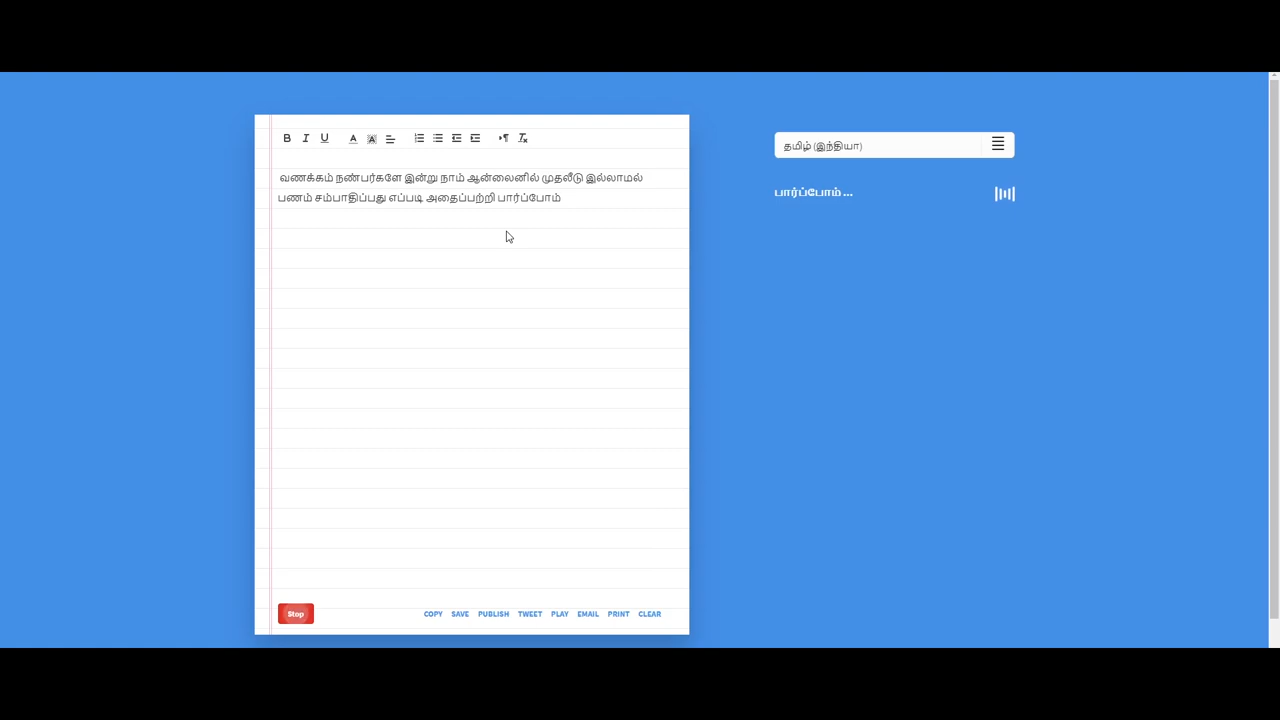 B I U A A
வணக்கம் நண்பர்களே இன்று நாம் ஆன்லைனில் முதலீடு இல்லாமல்
பணம் சம்பாதிப்பது எப்படி அதைப்பற்றி பார்ப்போம்
தமிழ் (இந்தியா)
பார்ப்போம் ...
Stop COPY SAVE PUBLISH TWEET PLAY EMAIL PRINT CLEAR